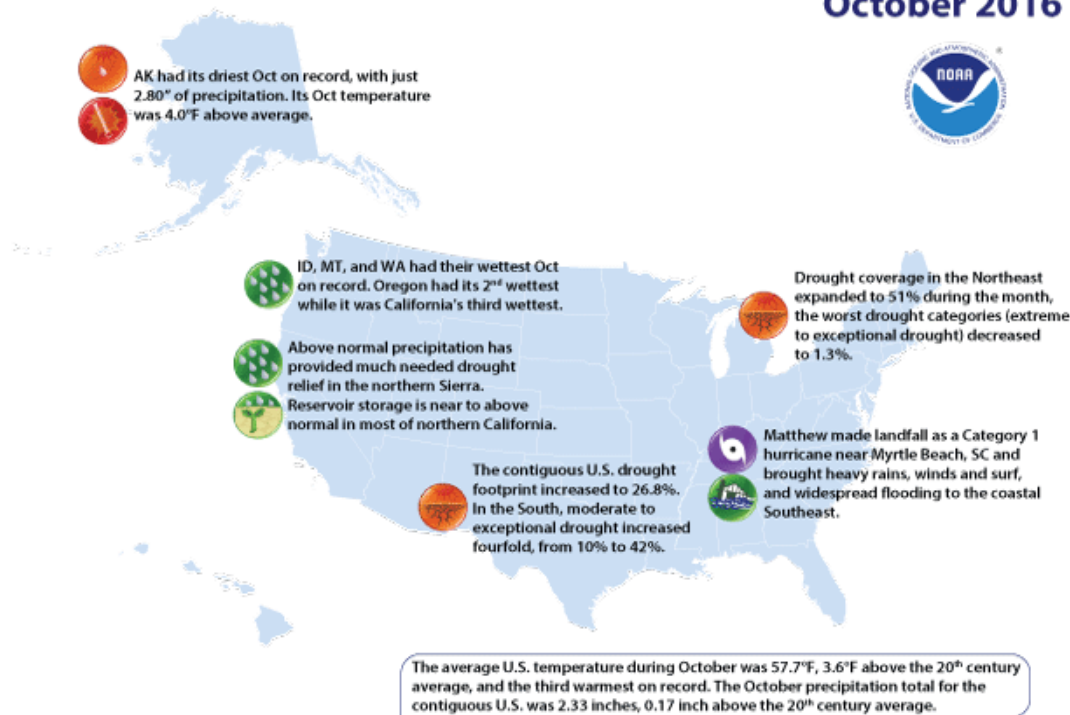 October 2016
NOAA
NATIONAL OCEANIC AND ATMOSPHERIC ADMINISTRATION
U.S. DEPARTMENT OF COMMERCE
AK had its driest Oct on record, with just
2.80" of precipitation. Its Oct temperature
was 4.0°F above average.
ID, MT, and WA had their wettest Oct
on record. Oregon had its 2nd wettest
while it was California's third wettest.
Drought coverage in the Northeast
expanded to 51% during the month,
the worst drought categories (extreme
to exceptional drought) decreased
to 1.3%.
Above normal precipitation has
provided much needed drought
relief in the northern Sierra.
Reservoir storage is near to above
normal in most of northern California.
Matthew made landfall as a Category 1
hurricane near Myrtle Beach, SC and
brought heavy rains, winds and surf,
and widespread flooding to the coastal
Southeast.
The contiguous U.S. drought
footprint increased to 26.8%.
In the South, moderate to
exceptional drought increased
fourfold, from 10% to 42%.
The average U.S. temperature during October was 57.7°F, 3.6°F above the 20th century
average, and the third warmest on record. The October precipitation total for the
contiguous U.S. was 2.33 inches, 0.17 inch above the 20th century average.